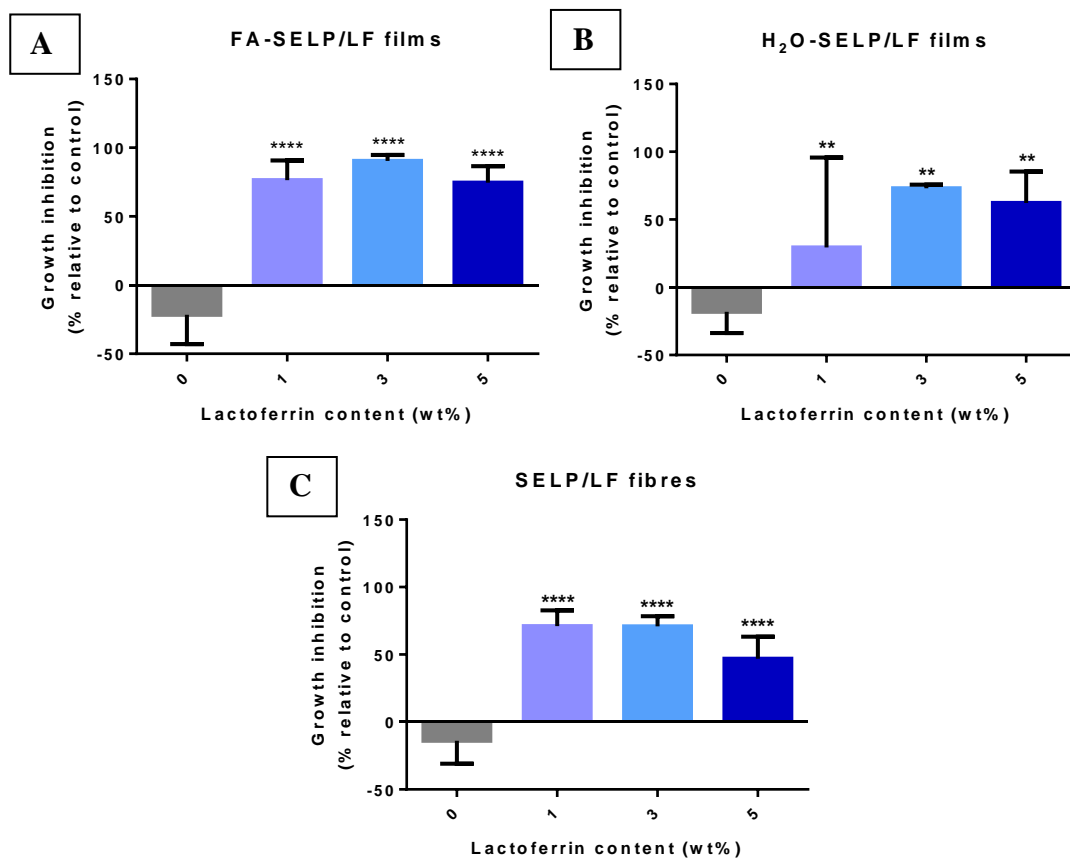 A
FA-SELP/LF films
Growth inhibition
(% relative to control)
150
100
50
0
-50
****
****
****
0
1
3
5
Lactoferrin content (wt%)
B
H₂O-SELP/LF films
Growth inhibition
(% relative to control)
150
100
50
0
-50
**
**
**
0
1
3
5
Lactoferrin content (wt%)
C
SELP/LF fibres
Growth inhibition
(% relative to control)
150
100
50
0
-50
****
****
****
0
1
3
5
Lactoferrin content (wt%)